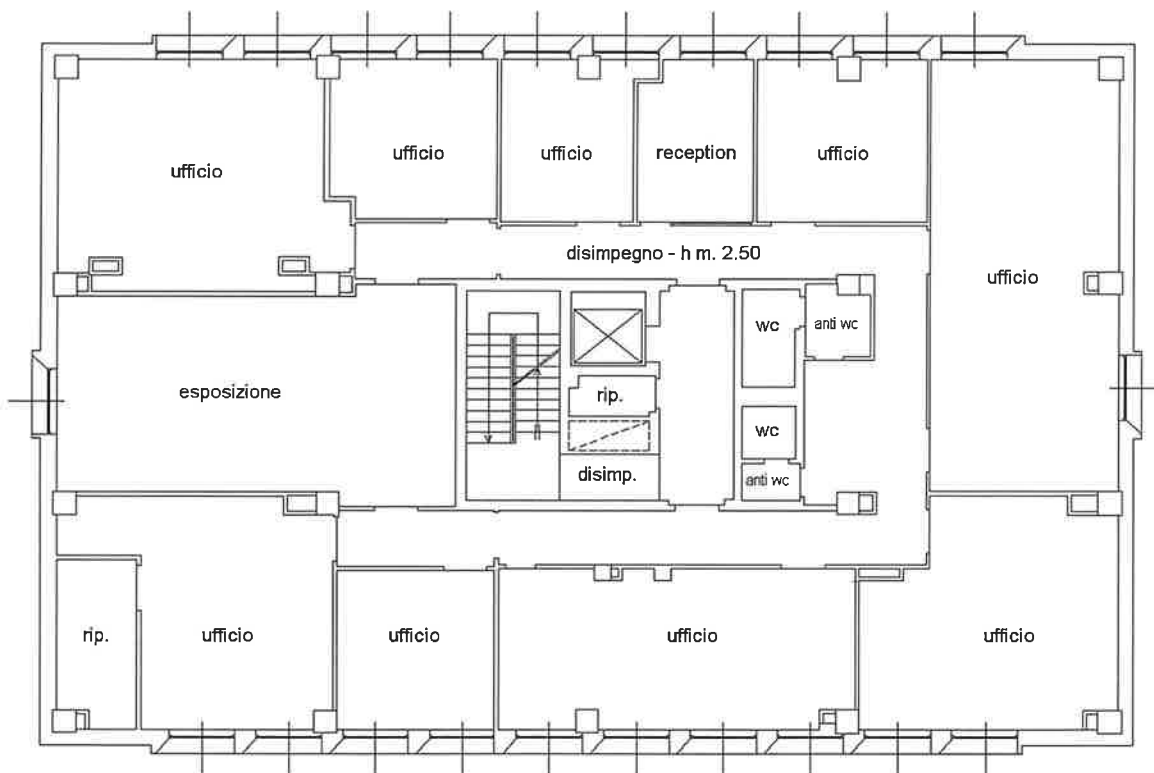 ufficio
ufficio
ufficio
reception
ufficio
disimpegno - h m. 2.50
ufficio
wc
anti wc
esposizione
rip.
wc
disimp.
anti wc
rip.
ufficio
ufficio
ufficio
ufficio